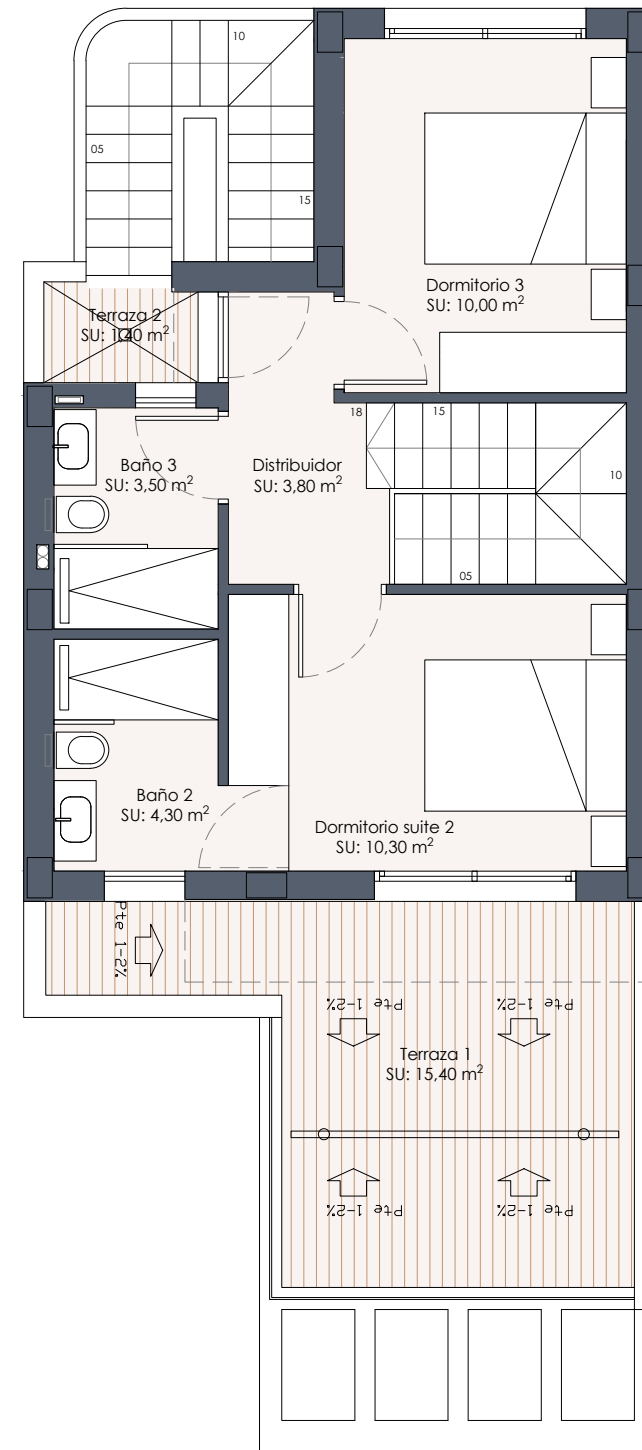 10
05
15
Dormitorio 3
SU: 10,00 m²
Terraza 2
SU: 1,40 m²
18
15
10
05
Baño 3
SU: 3,50 m²
Distribuidor
SU: 3,80 m²
Baño 2
SU: 4,30 m²
Dormitorio suite 2
SU: 10,30 m²
Pte 1-2%
Pte 1-2%
Pte 1-2%
Terraza 1
SU: 15,40 m²
Pte 1-2%
Pte 1-2%